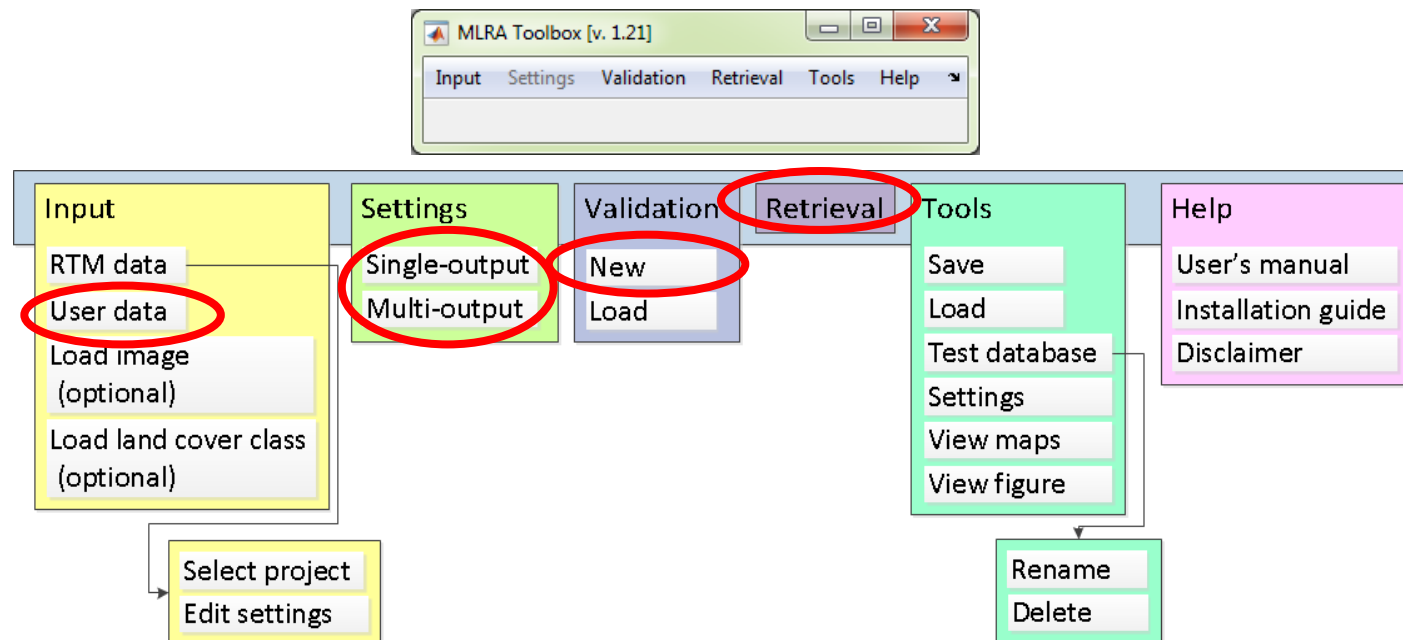 MLRA Toolbox [v. 1.21]
Input Settings Validation Retrieval Tools Help
Input
RTM data
User data
Load image
(optional)
Load land cover class
(optional)
Select project
Edit settings
Settings
Single-output
Multi-output
Validation
New
Load
Retrieval
Tools
Save
Load
Test database
Settings
View maps
View figure
Rename
Delete
Help
User's manual
Installation guide
Disclaimer